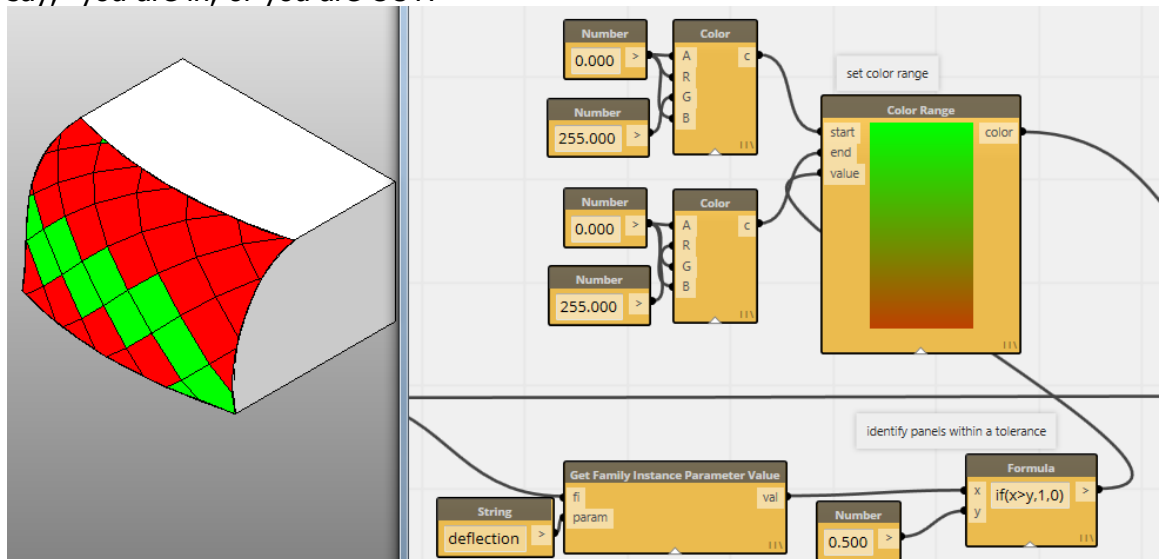 Number
0.000 >
Color
A c
R
G
B
Number
255.000 >
set color range
Color Range
start color
end
value
Number
0.000 >
Color
A c
R
G
B
Number
255.000 >
identify panels within a tolerance
Get Family Instance Parameter Value
fi val
param
String
deflection >
Number
0.500 >
Formula
x if(x>y,1,0) >
y